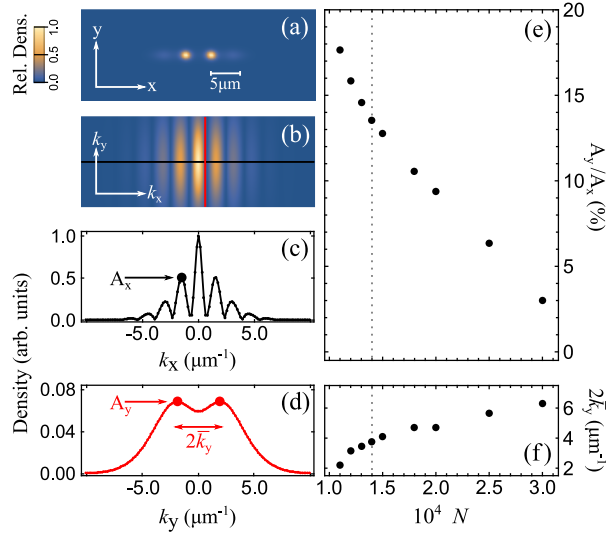 Rel. Dens.
1.0
0.5
0.0
(a)
y
x
5μm
(b)
k_y
k_x
(c)
1.0
0.5
0.0
A_x
-5.0 0.0 5.0
k_x (μm⁻¹)
Density (arb. units)
(d)
0.08
0.04
0.00
A_y
2k̄_y
-5.0 0.0 5.0
k_y (μm⁻¹)
(e)
20
15
10
5
0
A_y/A_x (%)
(f)
6
4
2
2k̄_y (μm⁻¹)
1.0 1.5 2.0 2.5 3.0
10⁴ N